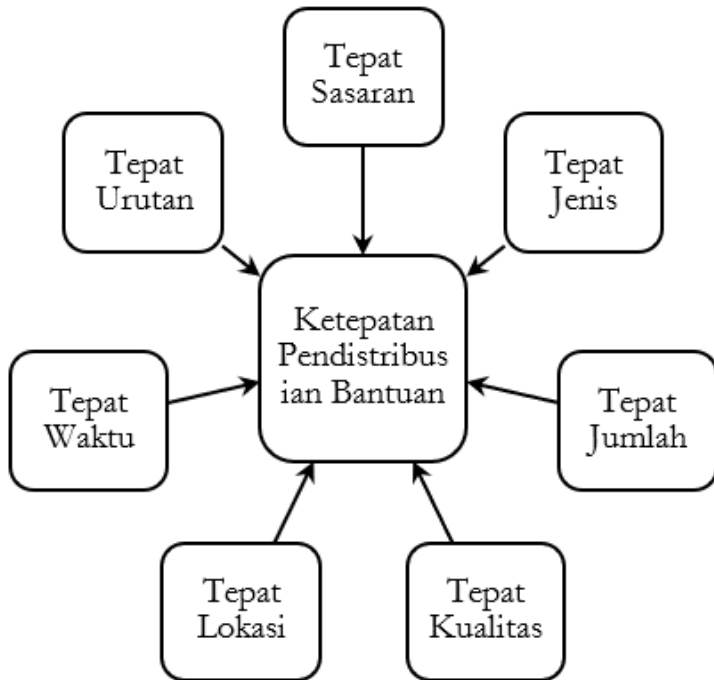 Tepat
Sasaran
Tepat
Urutan
Tepat
Jenis
Ketepatan
Pendistribus
ian Bantuan
Tepat
Waktu
Tepat
Jumlah
Tepat
Lokasi
Tepat
Kualitas